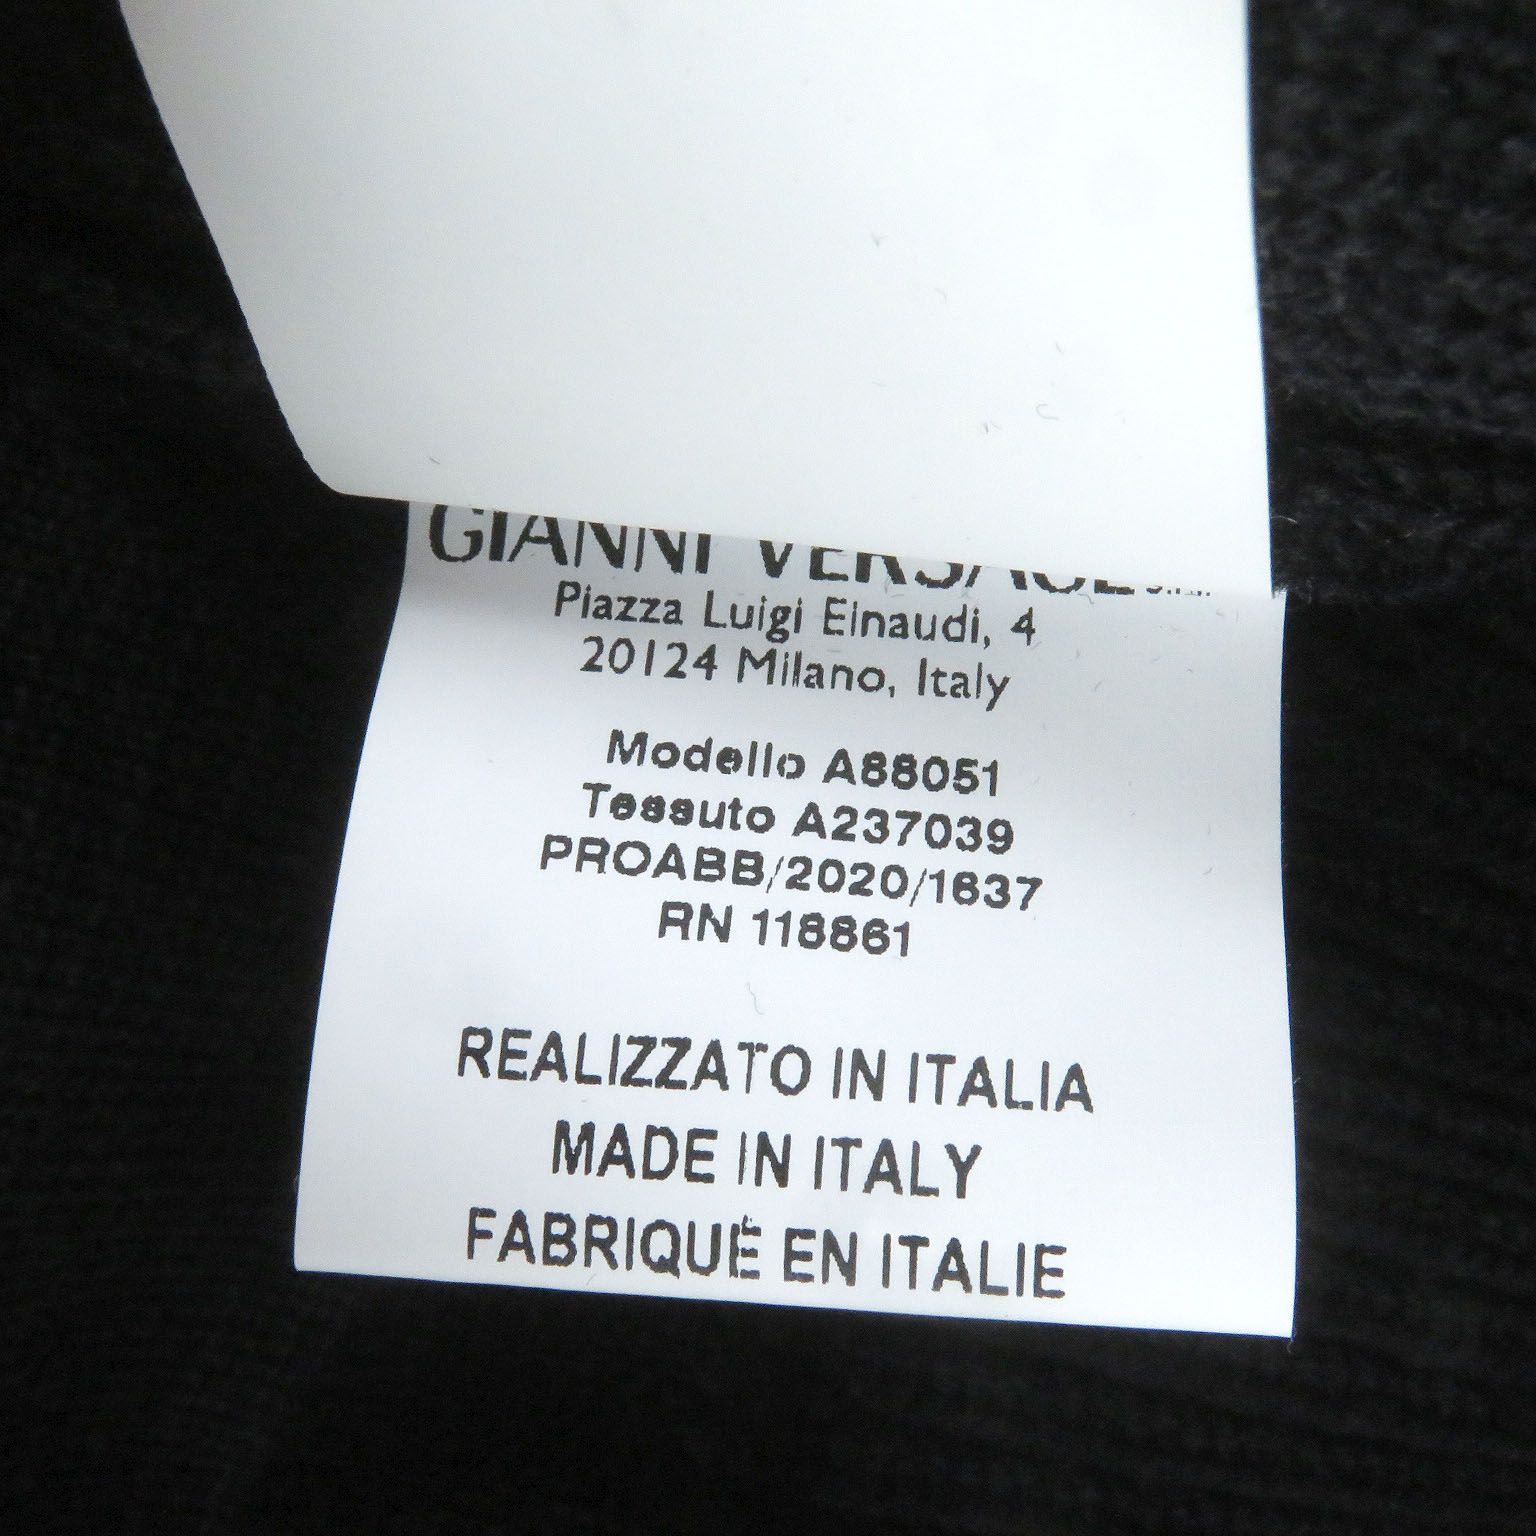 GIANNI VERSACE S.r.l.
Piazza Luigi Einaudi, 4
20124 Milano, Italy
Modello A88051
Tessuto A237039
PROABB/2020/1637
RN 118861
REALIZZATO IN ITALIA
MADE IN ITALY
FABRIQUÉ EN ITALIE